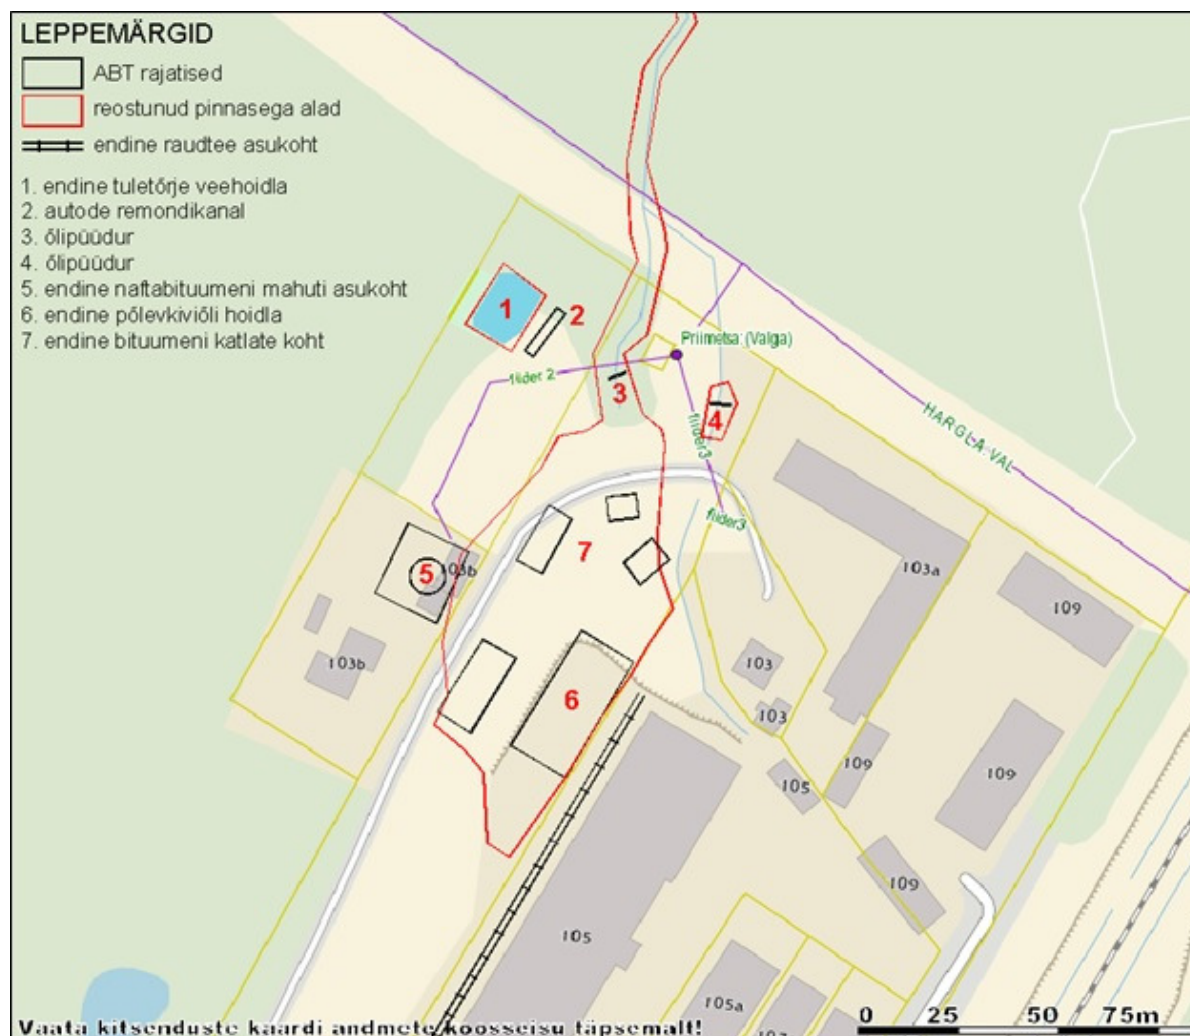 LEPPEMÄRGID
ABT rajatised
reostunud pinnasega alad
endine raudtee asukoht
1. endine tuletõrje veehoidla
2. autode remondikanal
3. õlipüüdur
4. õlipüüdur
5. endine naftabituumeni mahuti asukoht
6. endine põlevkiviõli hoidla
7. endine bituumeni katlate koht
1
2
Priimetsa: (Valga)
fiider 2
3
4
fiider3
HARGLA: VAL
fiider3
7
103a
5
103b
109
103b
103
6
103
109
109
105
109
105
105a
0 25 50 75m
Vaata kitsenduste kaardi andmete koosseisu täpsemalt!